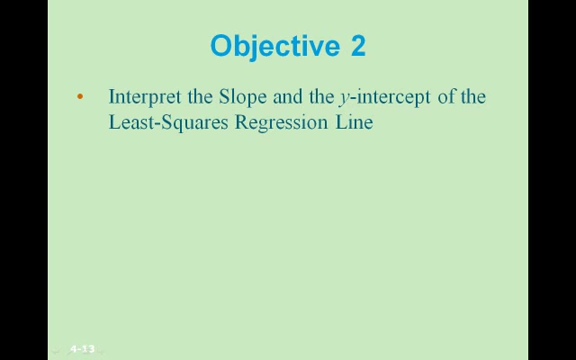 Objective 2
• Interpret the Slope and the y-intercept of the
Least-Squares Regression Line
4-13